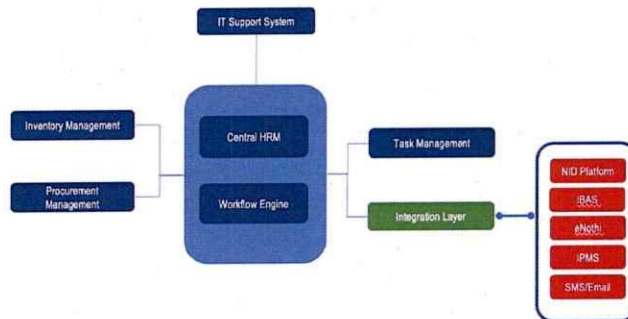 IT Support System
Inventory Management
Central HRM
Task Management
Procurement
Management
Workflow Engine
Integration Layer
NID Platform
iBAS
eNothi
IPMS
SMS/Email